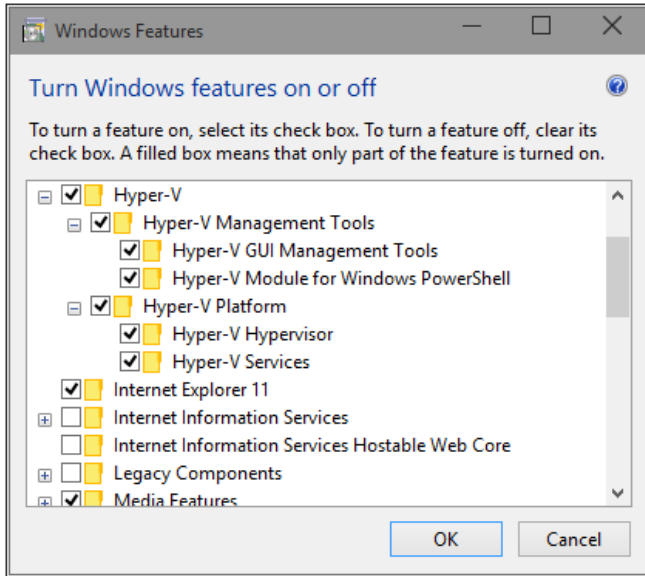 Windows Features
Turn Windows features on or off
To turn a feature on, select its check box. To turn a feature off, clear its
check box. A filled box means that only part of the feature is turned on.
Hyper-V
Hyper-V Management Tools
Hyper-V GUI Management Tools
Hyper-V Module for Windows PowerShell
Hyper-V Platform
Hyper-V Hypervisor
Hyper-V Services
Internet Explorer 11
Internet Information Services
Internet Information Services Hostable Web Core
Legacy Components
Media Features
OK Cancel